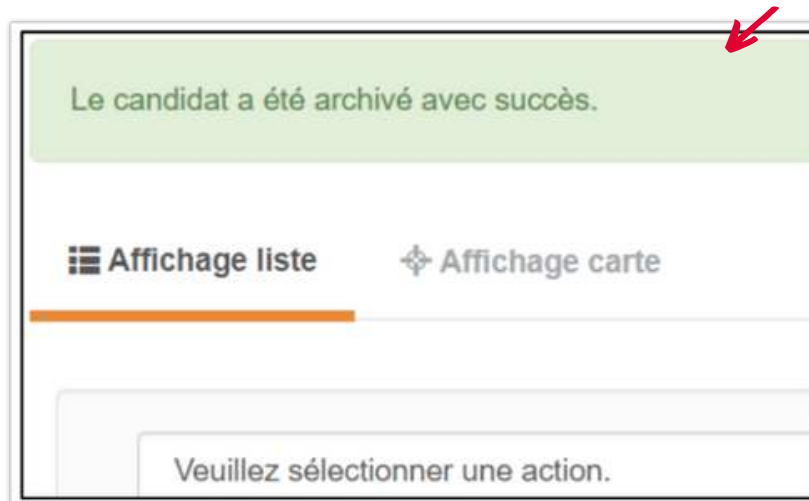 Le candidat a été archivé avec succès.
Affichage liste Affichage carte
Veuillez sélectionner une action.